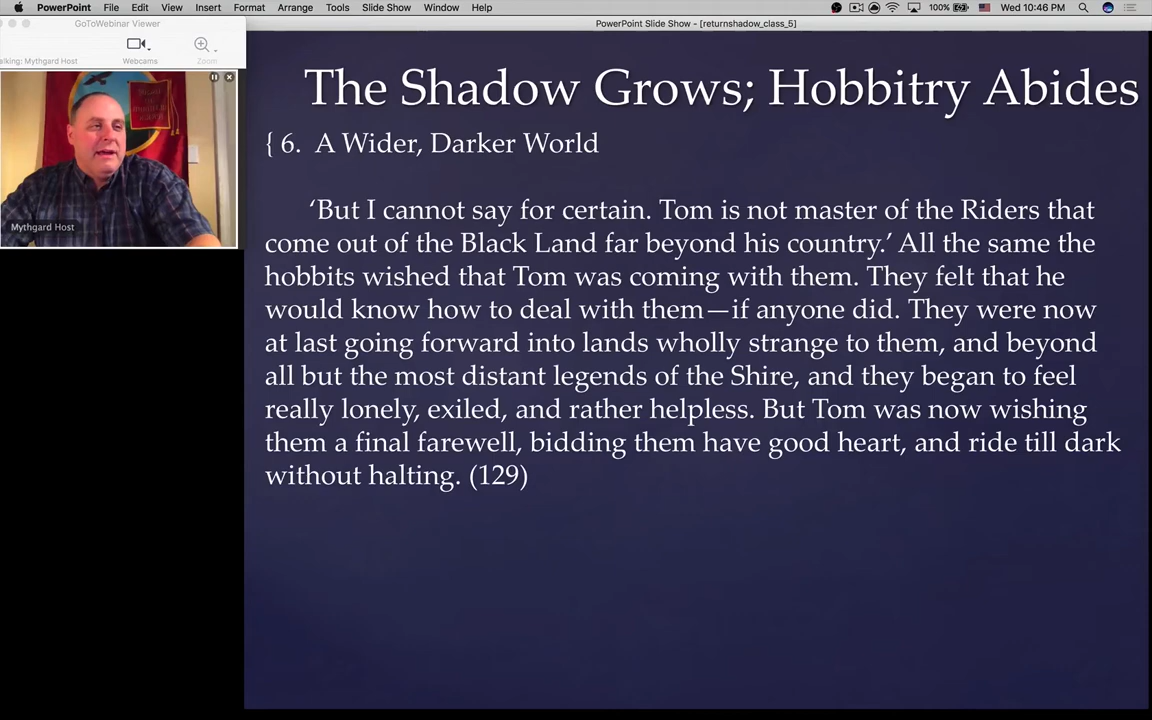 PowerPoint File Edit View Insert Format Arrange Tools Slide Show Window Help 100% Wed 10:46 PM
GoToWebinar Viewer
PowerPoint Slide Show - [returnshadow_class_5]
alking: Mythgard Host
Webcams
Zoom
Mythgard Host
The Shadow Grows; Hobbitry Abides
{ 6. A Wider, Darker World
‘But I cannot say for certain. Tom is not master of the Riders that
come out of the Black Land far beyond his country.’ All the same the
hobbits wished that Tom was coming with them. They felt that he
would know how to deal with them—if anyone did. They were now
at last going forward into lands wholly strange to them, and beyond
all but the most distant legends of the Shire, and they began to feel
really lonely, exiled, and rather helpless. But Tom was now wishing
them a final farewell, bidding them have good heart, and ride till dark
without halting. (129)